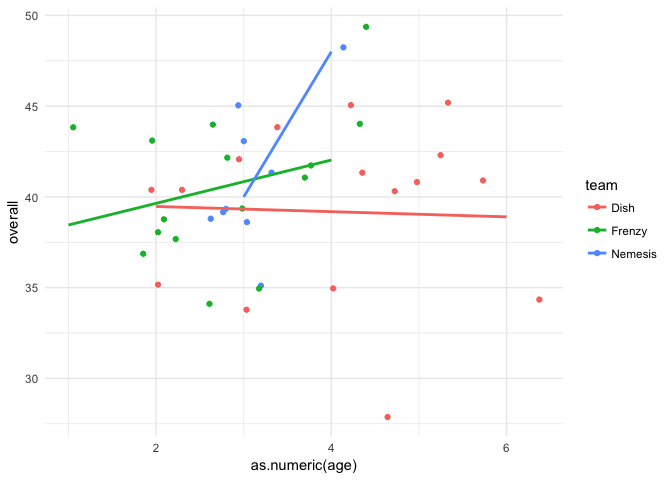 50
45
40
35
30
overall
2 4 6
as.numeric(age)
team
Dish
Frenzy
Nemesis